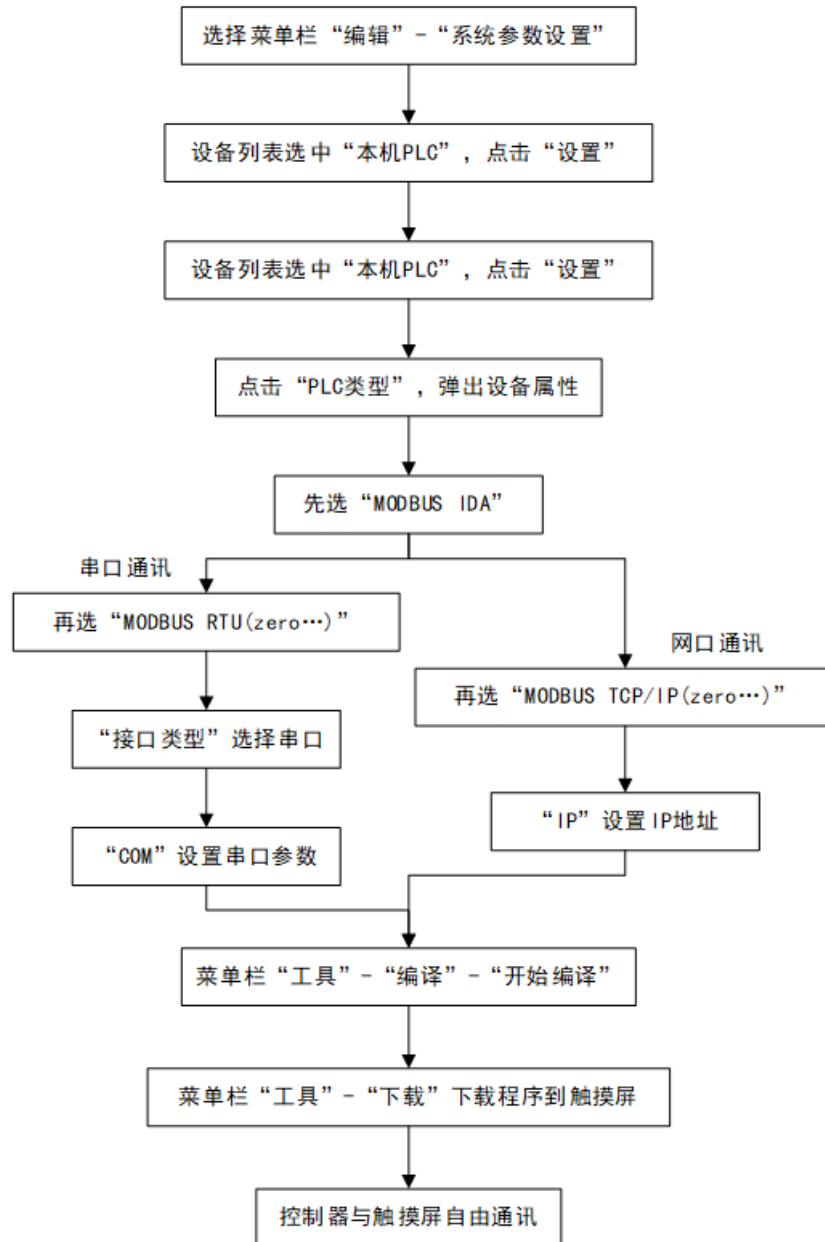 选择菜单栏“编辑”-“系统参数设置”
设备列表选中“本机PLC”，点击“设置”
设备列表选中“本机PLC”，点击“设置”
点击“PLC类型”，弹出设备属性
先选“MODBUS IDA”
串口通讯
再选“MODBUS RTU(zero…)”
网口通讯
再选“MODBUS TCP/IP(zero…)”
“接口类型”选择串口
“IP”设置IP地址
“COM”设置串口参数
菜单栏“工具”-“编译”-“开始编译”
菜单栏“工具”-“下载”下载程序到触摸屏
控制器与触摸屏自由通讯